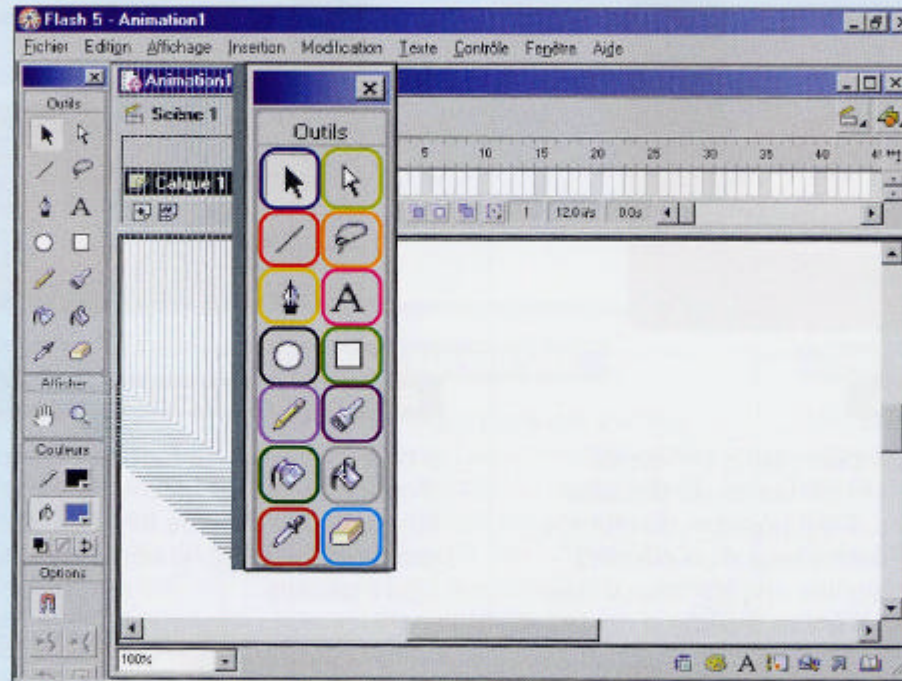 Flash 5 - Animation1
Fichier Edition Affichage Insertion Modification Texte Contrôle Fenêtre Aide
Outils
A
Afficher
Couleurs
Options
Animation1
Scène 1
Calque 1
5 10 15 20 25 30 35 40
1 12.0 i/s 0.0s
Outils
A
100%
A